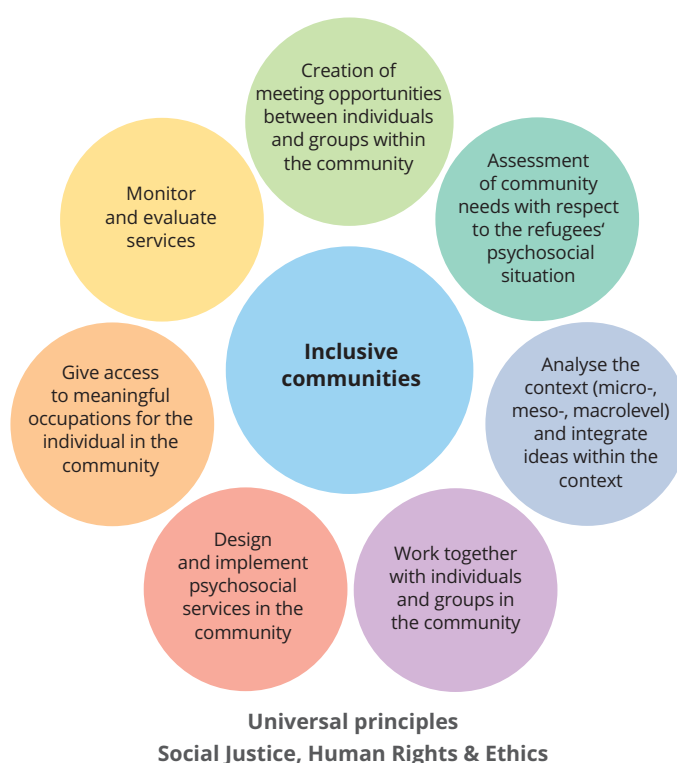 Creation of
meeting opportunities
between individuals
and groups within
the community
Assessment
of community
needs with respect
to the refugees‘
psychosocial
situation
Analyse the
context (micro-,
meso-, macrolevel)
and integrate
ideas within the
context
Work together
with individuals
and groups in
the community
Design
and implement
psychosocial
services in the
community
Give access
to meaningful
occupations for the
individual in the
community
Monitor
and evaluate
services
Inclusive
communities
Universal principles
Social Justice, Human Rights & Ethics